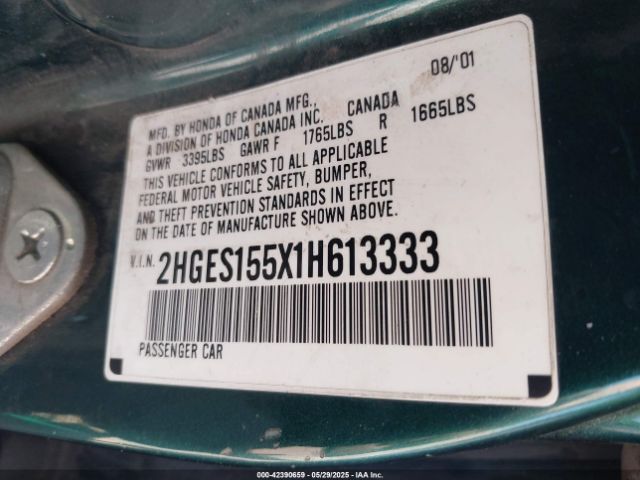 08/'01
MFD. BY HONDA OF CANADA MFG.,
A DIVISION OF HONDA CANADA INC. CANADA
GVWR 3395LBS GAWR F 1765LBS R 1665LBS
THIS VEHICLE CONFORMS TO ALL APPLICABLE
FEDERAL MOTOR VEHICLE SAFETY, BUMPER,
AND THEFT PREVENTION STANDARDS IN EFFECT
ON THE DATE OF MANUFACTURE SHOWN ABOVE.
V.I.N. 2HGES155X1H613333
PASSENGER CAR
000-42390659 - 05/29/2025 - IAA Inc.